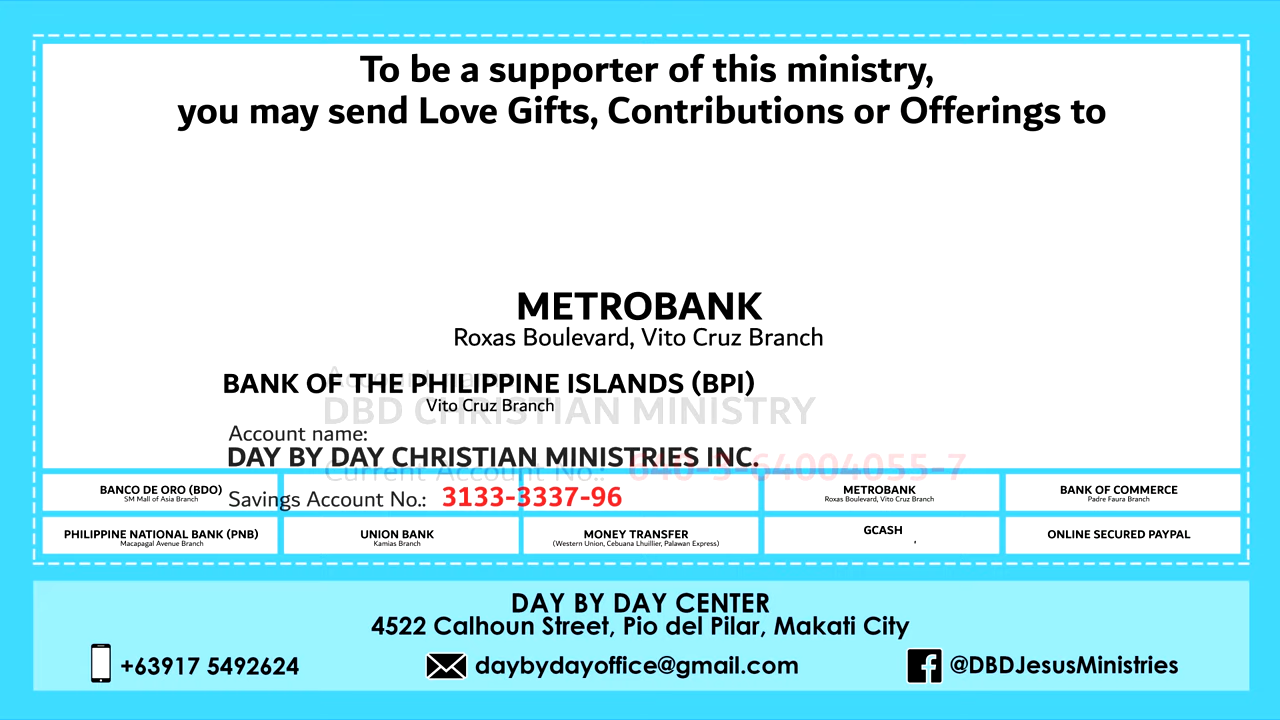 To be a supporter of this ministry,
you may send Love Gifts, Contributions or Offerings to
METROBANK
Roxas Boulevard, Vito Cruz Branch
BANK OF THE PHILIPPINE ISLANDS (BPI)
Vito Cruz Branch
DBD CHRISTIAN MINISTRY
Account name:
DAY BY DAY CHRISTIAN MINISTRIES INC.
Current Account No.:
Savings Account No.: 3133-3337-96
BANCO DE ORO (BDO)
SM Mall of Asia Branch
METROBANK
Roxas Boulevard, Vito Cruz Branch
BANK OF COMMERCE
Padre Faura Branch
PHILIPPINE NATIONAL BANK (PNB)
Macapagal Avenue Branch
UNION BANK
Kamias Branch
MONEY TRANSFER
(Western Union, Cebuana Lhuillier, Palawan Express)
GCASH
,
ONLINE SECURED PAYPAL
DAY BY DAY CENTER
4522 Calhoun Street, Pio del Pilar, Makati City
+63917 5492624
daybydayoffice@gmail.com
@DBDJesusMinistries